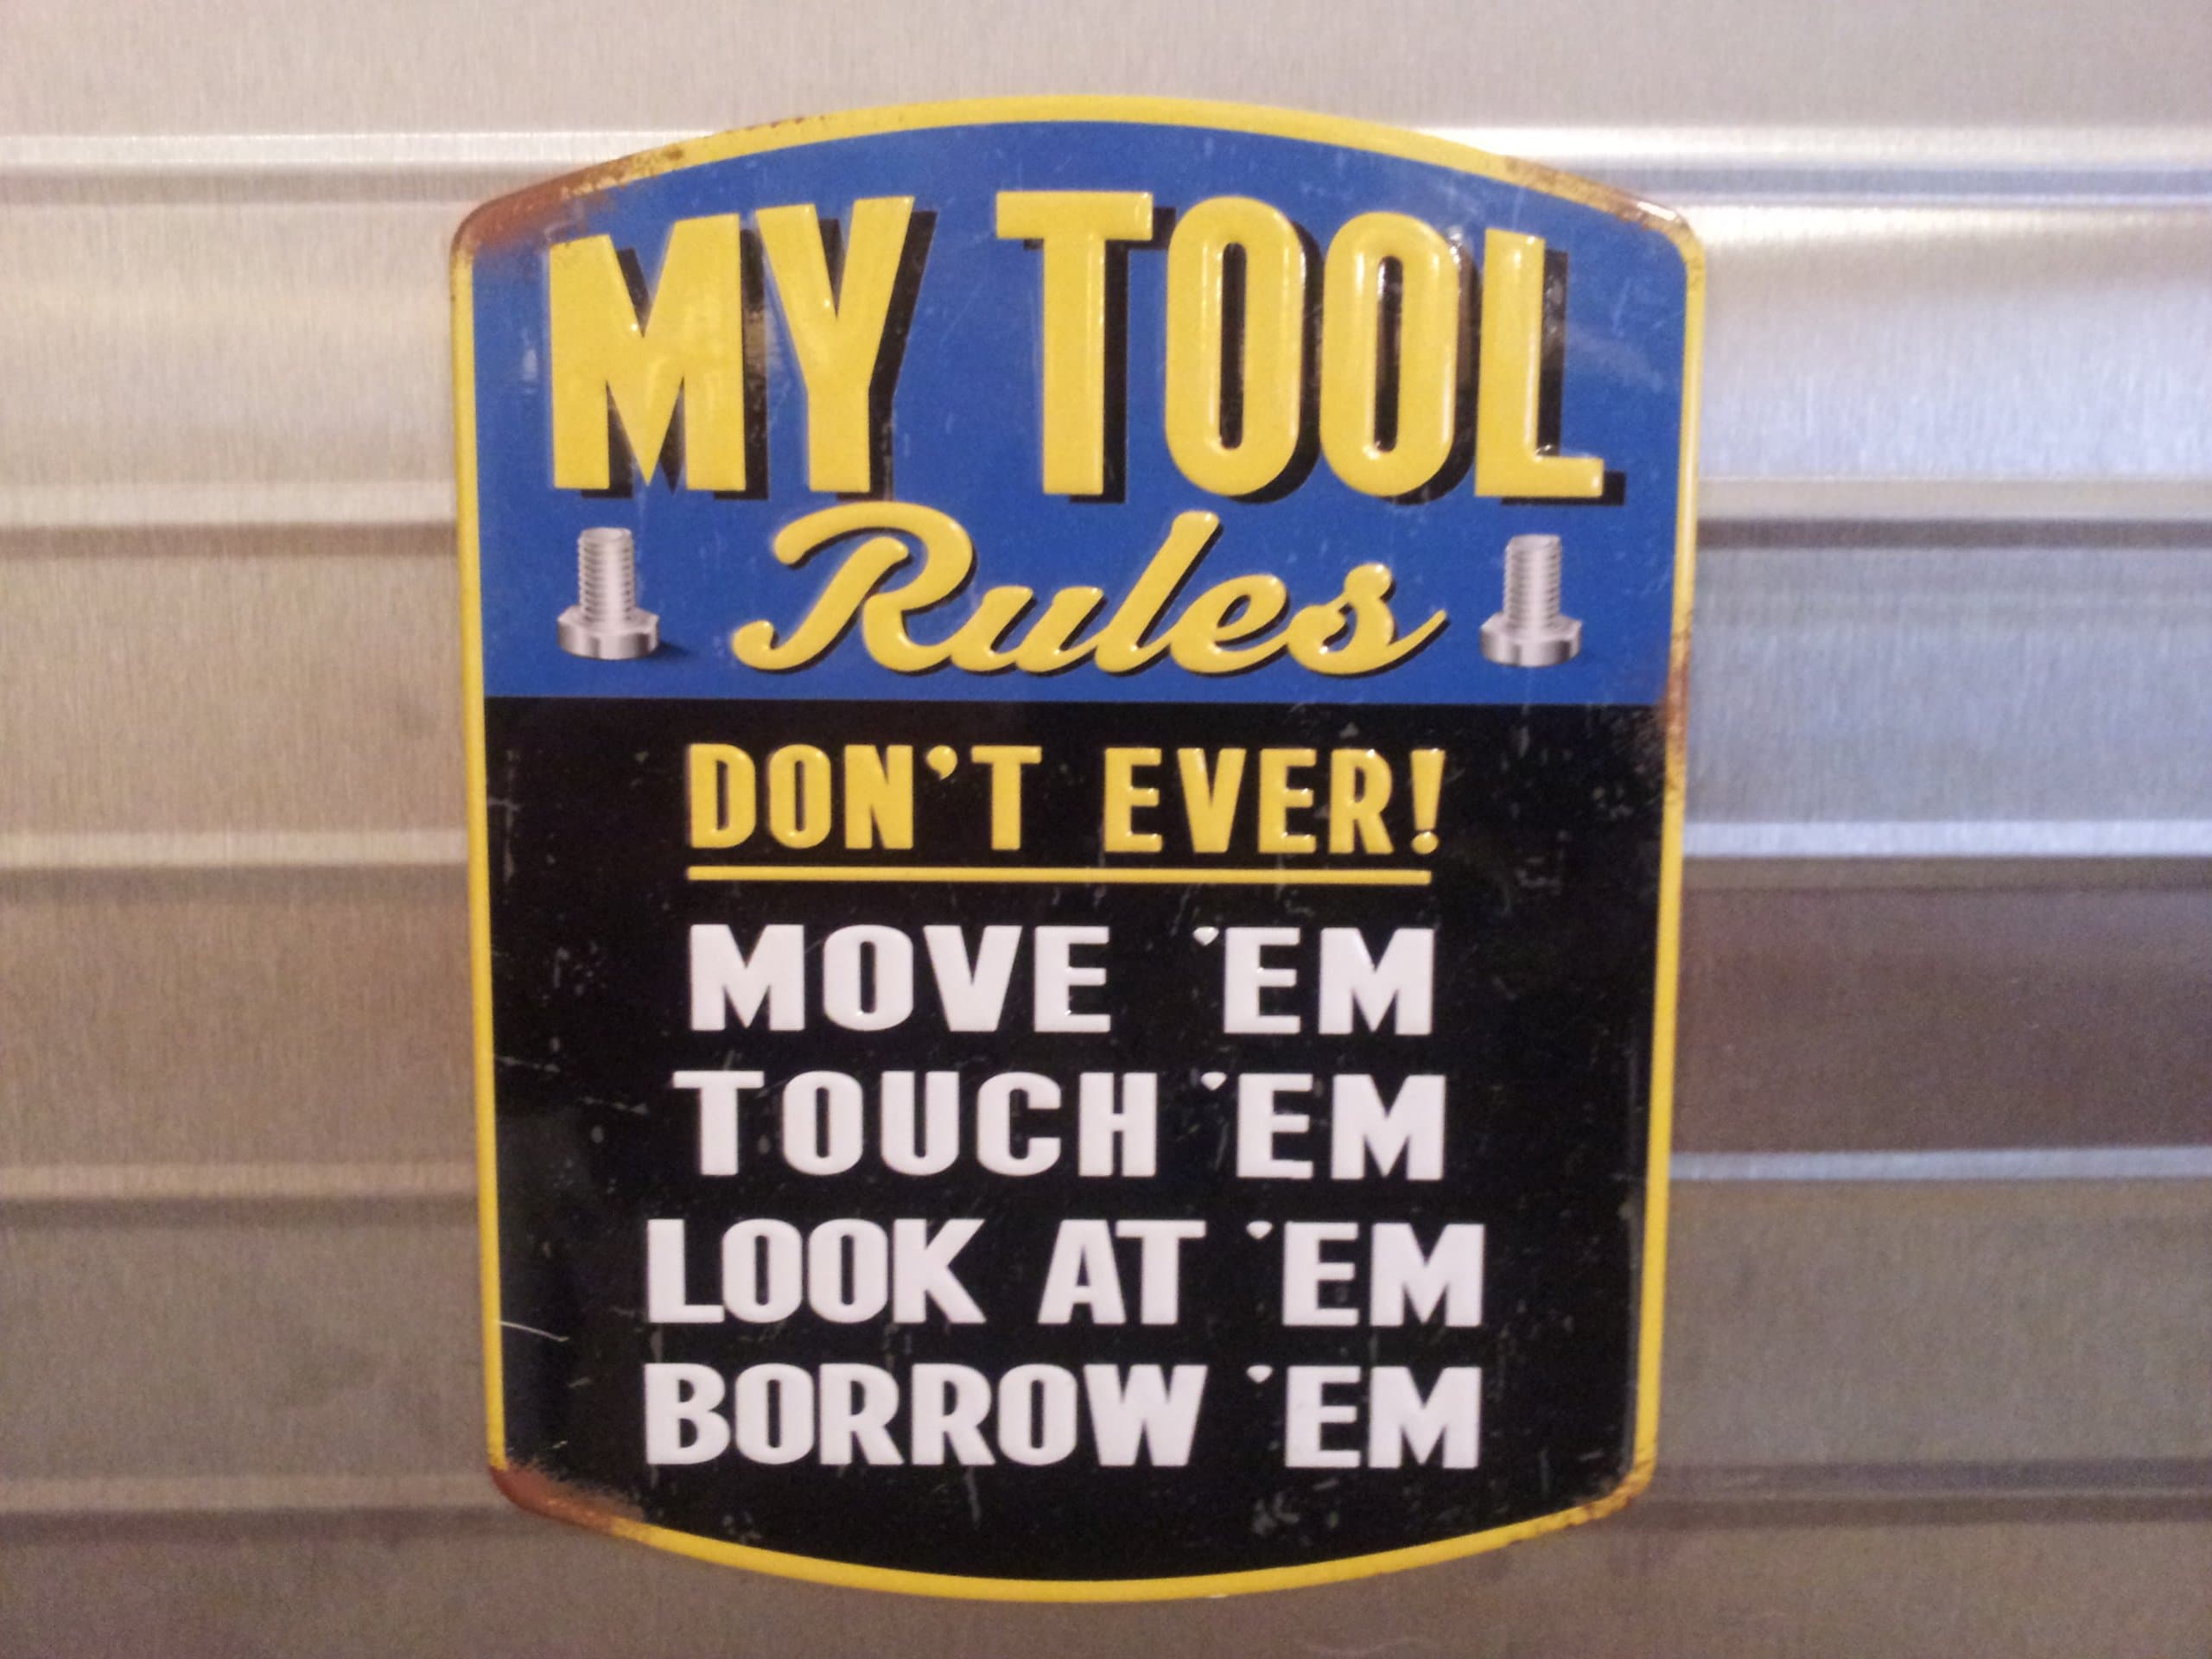 MY TOOL
Rules
DON'T EVER!
MOVE 'EM
TOUCH 'EM
LOOK AT 'EM
BORROW 'EM